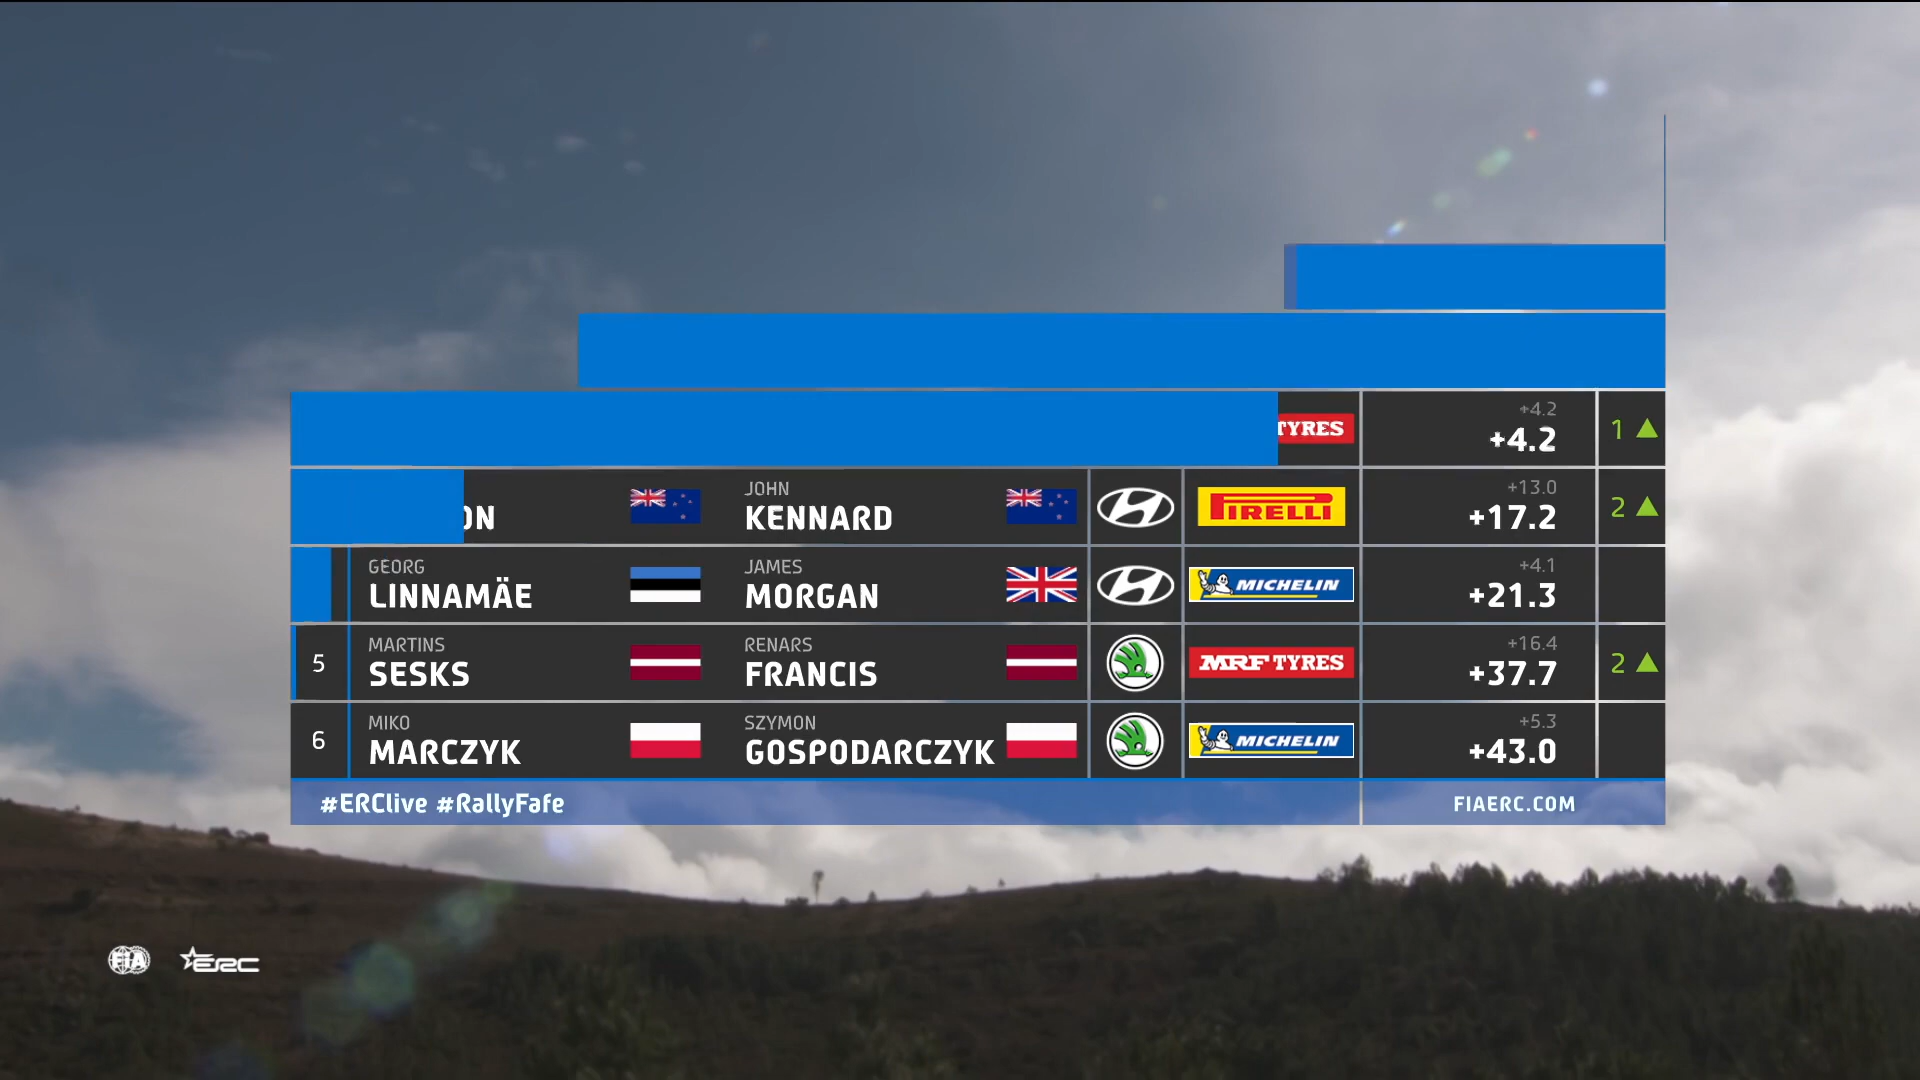 TYRES +4.2 +4.2 1
ON JOHN KENNARD PIRELLI +13.0 +17.2 2
GEORG LINNAMÄE JAMES MORGAN MICHELIN +4.1 +21.3
5 MARTINS SESKS RENARS FRANCIS MRF TYRES +16.4 +37.7 2
6 MIKO MARCZYK SZYMON GOSPODARCZYK MICHELIN +5.3 +43.0
#ERClive #RallyFafe FIAERC.COM
FIA ERC